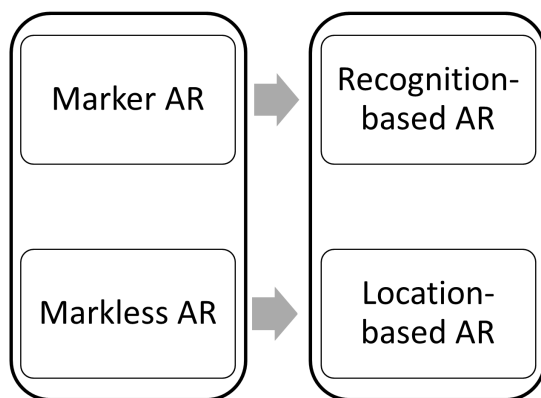 Marker AR
Recognition-
based AR
Markless AR
Location-
based AR